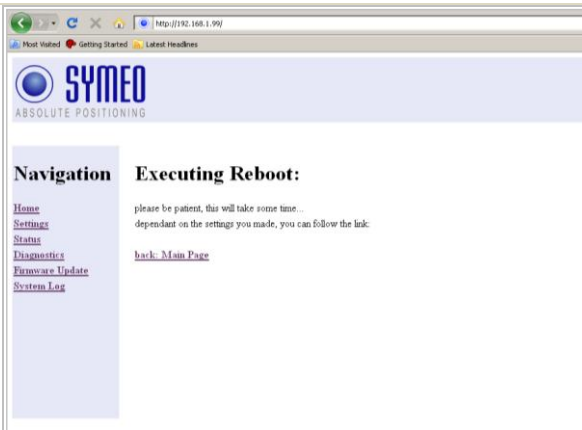 http://192.168.1.99/
Most Visited Getting Started Latest Headlines
SYMEO
ABSOLUTE POSITIONING
Navigation
Home
Settings
Status
Diagnostics
Firmware Update
System Log
Executing Reboot:
please be patient, this will take some time...
dependant on the settings you made, you can follow the link:
back: Main Page